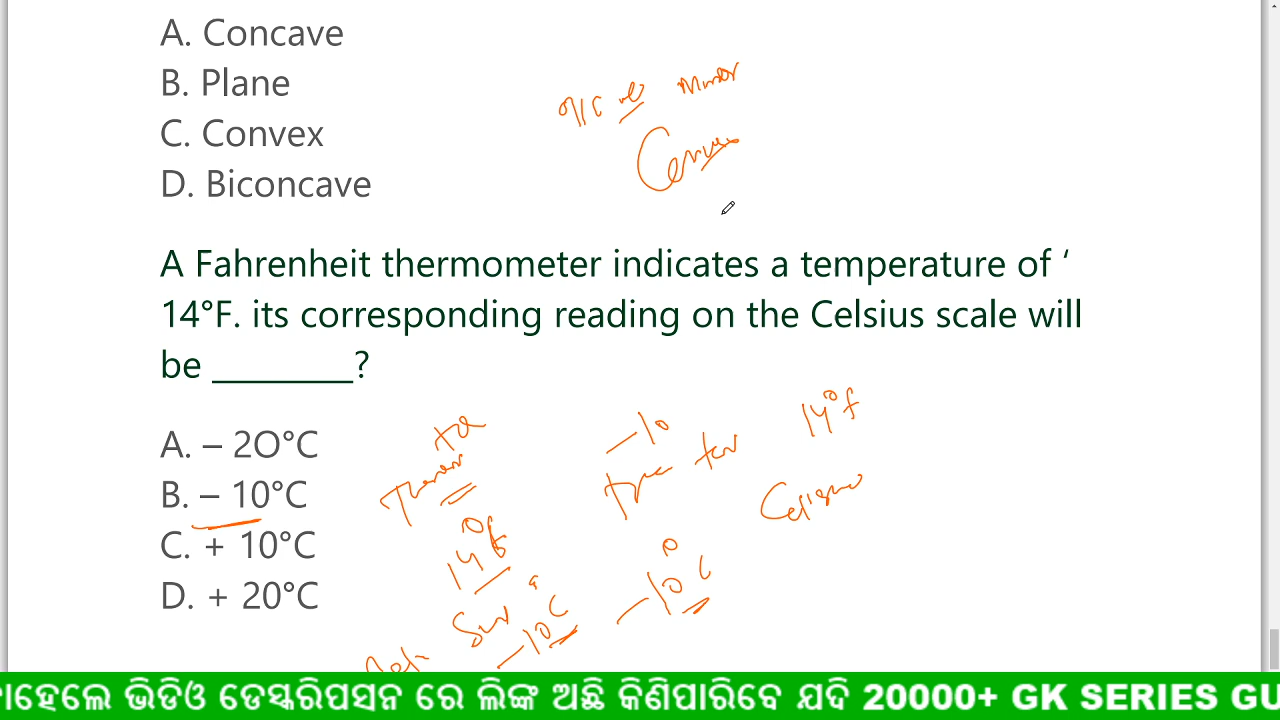 A. Concave
B. Plane
C. Convex
D. Biconcave
Convex
A Fahrenheit thermometer indicates a temperature of ‘
14°F. its corresponding reading on the Celsius scale will
be _________?
A. – 2O°C
B. – 10°C
C. + 10°C
D. + 20°C
–10
14°f
Celsius
14°f
–10°C
–10°C
ାହେଲେ ଭିଡିଓ ଡେସ୍କରିପସନ ରେ ଲିଙ୍କ ଅଛି କିଣିପାରିବେ ଯଦି 20000+ GK SERIES GU